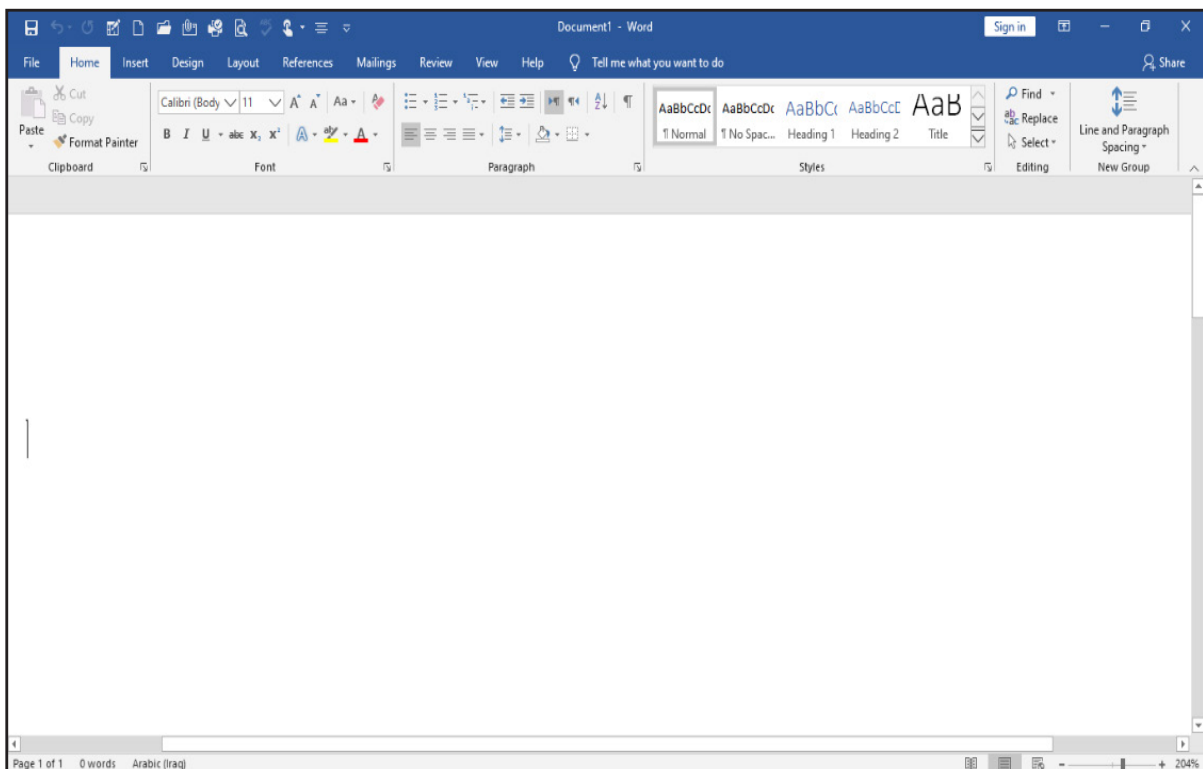 Document1 - Word
Sign in
File Home Insert Design Layout References Mailings Review View Help Tell me what you want to do Share
Paste
Cut
Copy
Format Painter
Clipboard
Calibri (Body 11 A A Aa
B I U abc X₂ X² A ab A
Font
Paragraph
AaBbCcDc AaBbCcDc AaBbCc AaBbCcE AaB
¶ Normal ¶ No Spac... Heading 1 Heading 2 Title
Styles
Find
Replace
Select
Editing
Line and Paragraph
Spacing
New Group
Page 1 of 1 0 words Arabic (Iraq) 204%